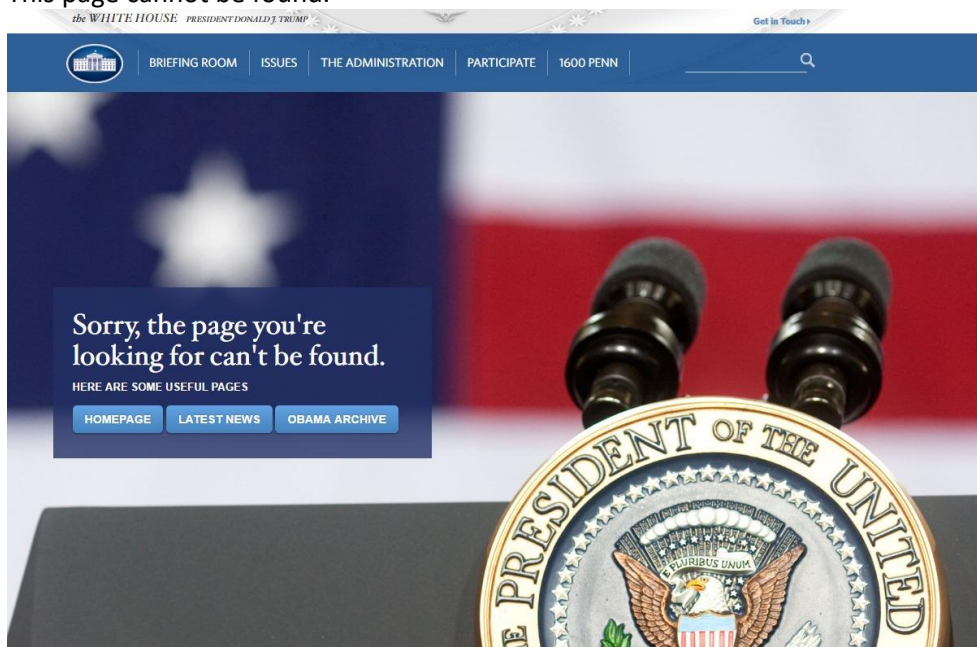 This page cannot be found.
the WHITE HOUSE PRESIDENT DONALD J. TRUMP
Get in Touch
BRIEFING ROOM ISSUES THE ADMINISTRATION PARTICIPATE 1600 PENN
Sorry, the page you're
looking for can't be found.
HERE ARE SOME USEFUL PAGES
HOMEPAGE LATEST NEWS OBAMA ARCHIVE
PRESIDENT OF THE UNITED
E PLURIBUS UNUM